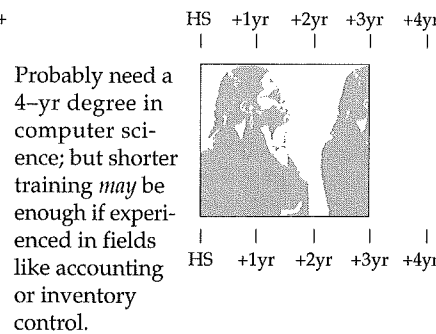 +
HS +1yr +2yr +3yr +4yr
Probably need a
4–yr degree in
computer sci-
ence; but shorter
training may be
enough if experi-
enced in fields
like accounting
or inventory
control.
HS +1yr +2yr +3yr +4yr